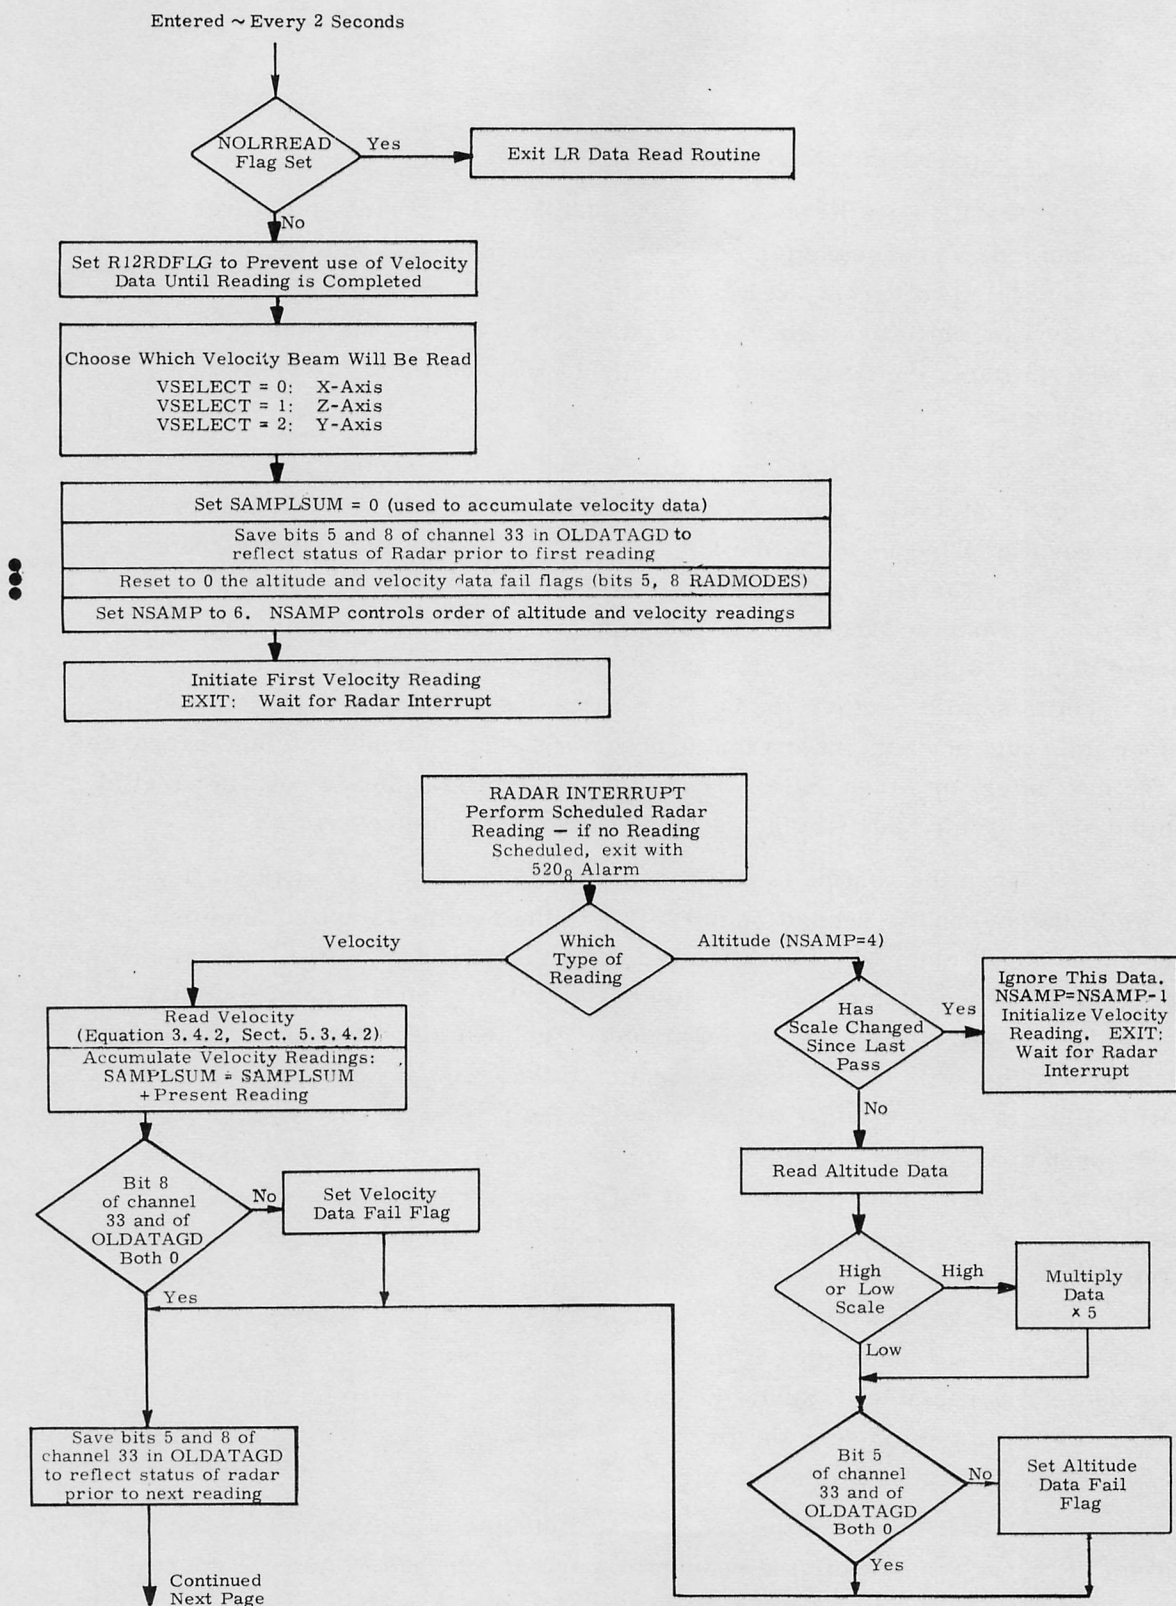 Entered ~ Every 2 Seconds
NOLRREAD
Flag Set
Yes
Exit LR Data Read Routine
No
Set R12RDFLG to Prevent use of Velocity
Data Until Reading is Completed
Choose Which Velocity Beam Will Be Read
VSELECT = 0: X-Axis
VSELECT = 1: Z-Axis
VSELECT = 2: Y-Axis
Set SAMPLSUM = 0 (used to accumulate velocity data)
Save bits 5 and 8 of channel 33 in OLDATAGD to
reflect status of Radar prior to first reading
Reset to 0 the altitude and velocity data fail flags (bits 5, 8 RADMODES)
Set NSAMP to 6. NSAMP controls order of altitude and velocity readings
Initiate First Velocity Reading
EXIT: Wait for Radar Interrupt
RADAR INTERRUPT
Perform Scheduled Radar
Reading — if no Reading
Scheduled, exit with
520₈ Alarm
Which
Type of
Reading
Velocity
Altitude (NSAMP=4)
Read Velocity
(Equation 3.4.2, Sect. 5.3.4.2)
Accumulate Velocity Readings:
SAMPLSUM = SAMPLSUM
+ Present Reading
Has
Scale Changed
Since Last
Pass
Yes
Ignore This Data.
NSAMP=NSAMP-1
Initialize Velocity
Reading. EXIT:
Wait for Radar
Interrupt
No
Read Altitude Data
Bit 8
of channel
33 and of
OLDATAGD
Both 0
No
Set Velocity
Data Fail Flag
Yes
High
or Low
Scale
High
Multiply
Data
x 5
Low
Save bits 5 and 8 of
channel 33 in OLDATAGD
to reflect status of radar
prior to next reading
Bit 5
of channel
33 and of
OLDATAGD
Both 0
No
Set Altitude
Data Fail
Flag
Yes
Continued
Next Page